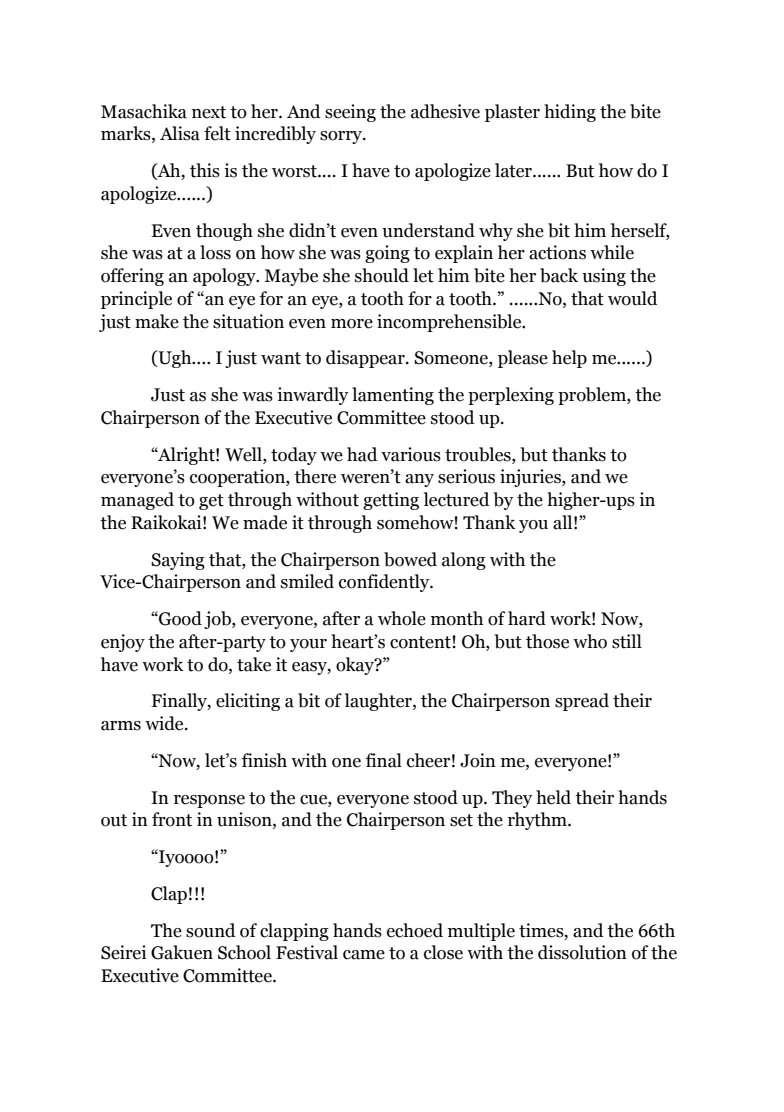 Masachika next to her. And seeing the adhesive plaster hiding the bite
marks, Alisa felt incredibly sorry.
(Ah, this is the worst.... I have to apologize later...... But how do I
apologize......)
Even though she didn’t even understand why she bit him herself,
she was at a loss on how she was going to explain her actions while
offering an apology. Maybe she should let him bite her back using the
principle of “an eye for an eye, a tooth for a tooth.” ......No, that would
just make the situation even more incomprehensible.
(Ugh.... I just want to disappear. Someone, please help me......)
Just as she was inwardly lamenting the perplexing problem, the
Chairperson of the Executive Committee stood up.
“Alright! Well, today we had various troubles, but thanks to
everyone’s cooperation, there weren’t any serious injuries, and we
managed to get through without getting lectured by the higher-ups in
the Raikokai! We made it through somehow! Thank you all!”
Saying that, the Chairperson bowed along with the
Vice-Chairperson and smiled confidently.
“Good job, everyone, after a whole month of hard work! Now,
enjoy the after-party to your heart’s content! Oh, but those who still
have work to do, take it easy, okay?”
Finally, eliciting a bit of laughter, the Chairperson spread their
arms wide.
“Now, let’s finish with one final cheer! Join me, everyone!”
In response to the cue, everyone stood up. They held their hands
out in front in unison, and the Chairperson set the rhythm.
“Iyoooo!”
Clap!!!
The sound of clapping hands echoed multiple times, and the 66th
Seirei Gakuen School Festival came to a close with the dissolution of the
Executive Committee.